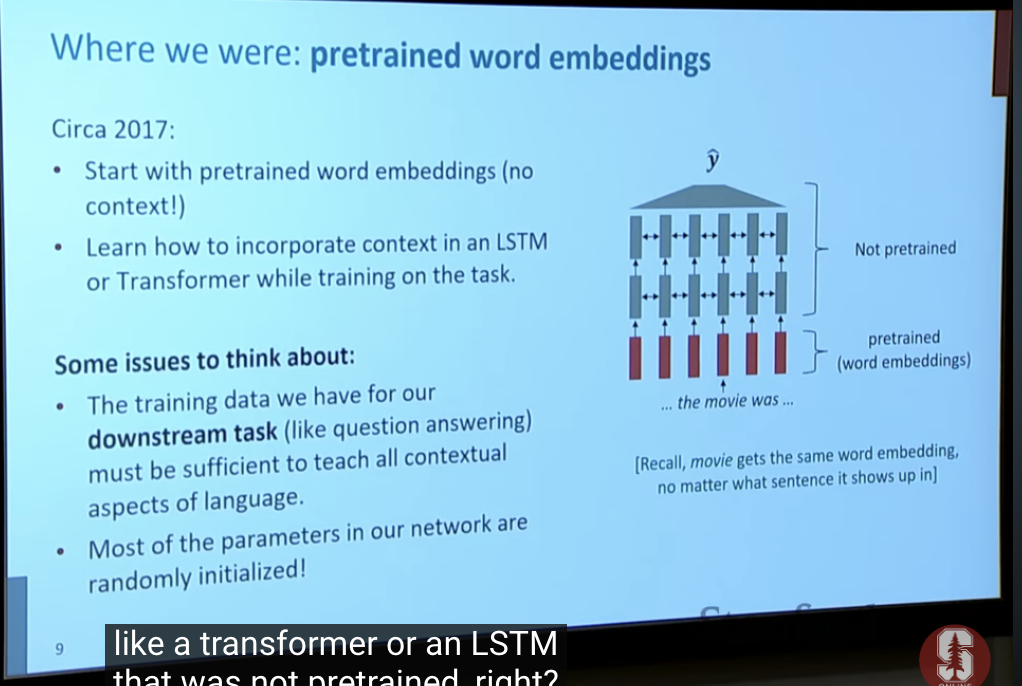 Where we were: pretrained word embeddings
Circa 2017:
• Start with pretrained word embeddings (no
context!)
• Learn how to incorporate context in an LSTM
or Transformer while training on the task.
Some issues to think about:
• The training data we have for our
downstream task (like question answering)
must be sufficient to teach all contextual
aspects of language.
• Most of the parameters in our network are
randomly initialized!
ŷ
Not pretrained
pretrained
(word embeddings)
... the movie was ...
[Recall, movie gets the same word embedding,
no matter what sentence it shows up in]
9
like a transformer or an LSTM
that was not pretrained, right?
S
ONLINE